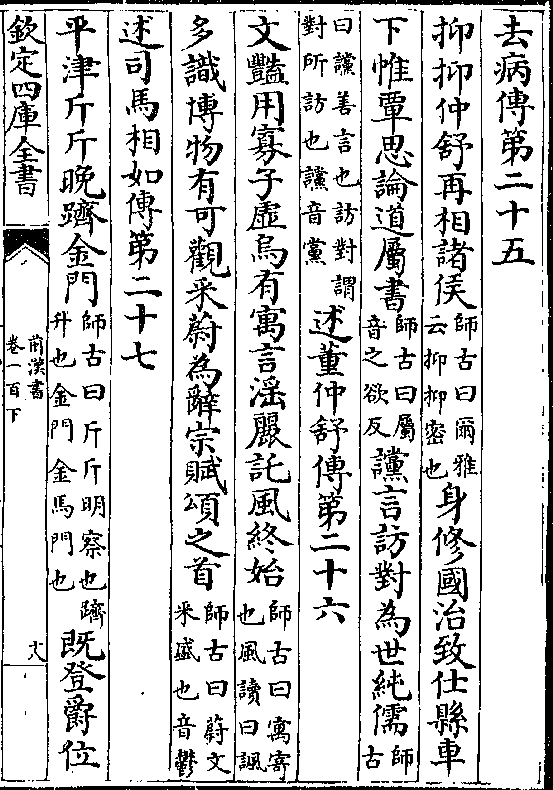 去病傳第二十五
抑抑仲舒再相諸侯師古曰爾雅云抑抑密也身修國治致仕縣車
下帷覃思論道屬書師古曰屬音之欲反讜言訪對為世純儒師古
曰讜善言也訪對謂對所訪也讜音黨述董仲舒傳第二十六
文豔用寡子虛烏有寓言淫麗託風終始師古曰寓寄也風讀曰諷
多識博物有可觀采蔚為辭宗賦頌之首師古曰蔚文采盛也音鬱
述司馬相如傳第二十七
平津斤斤晚躋金門師古曰斤斤明察也躋升也金門金馬門也既登爵位
欽定四庫全書
前漢書
卷一百下
十八